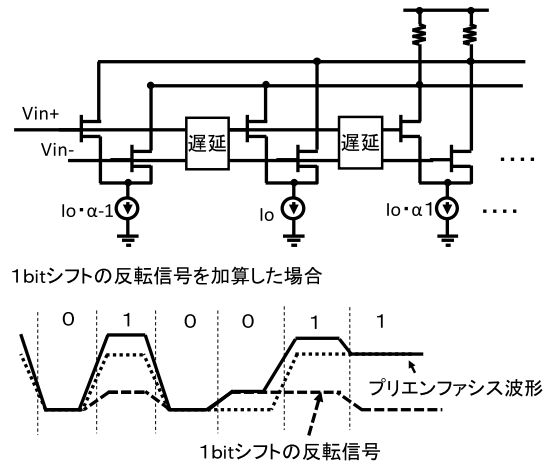 Vin+
Vin-
遅延
遅延
Io・α-1
Io
Io・α1
‥‥
‥‥
1bitシフトの反転信号を加算した場合
0 1 0 0 1 1
プリエンファシス波形
1bitシフトの反転信号